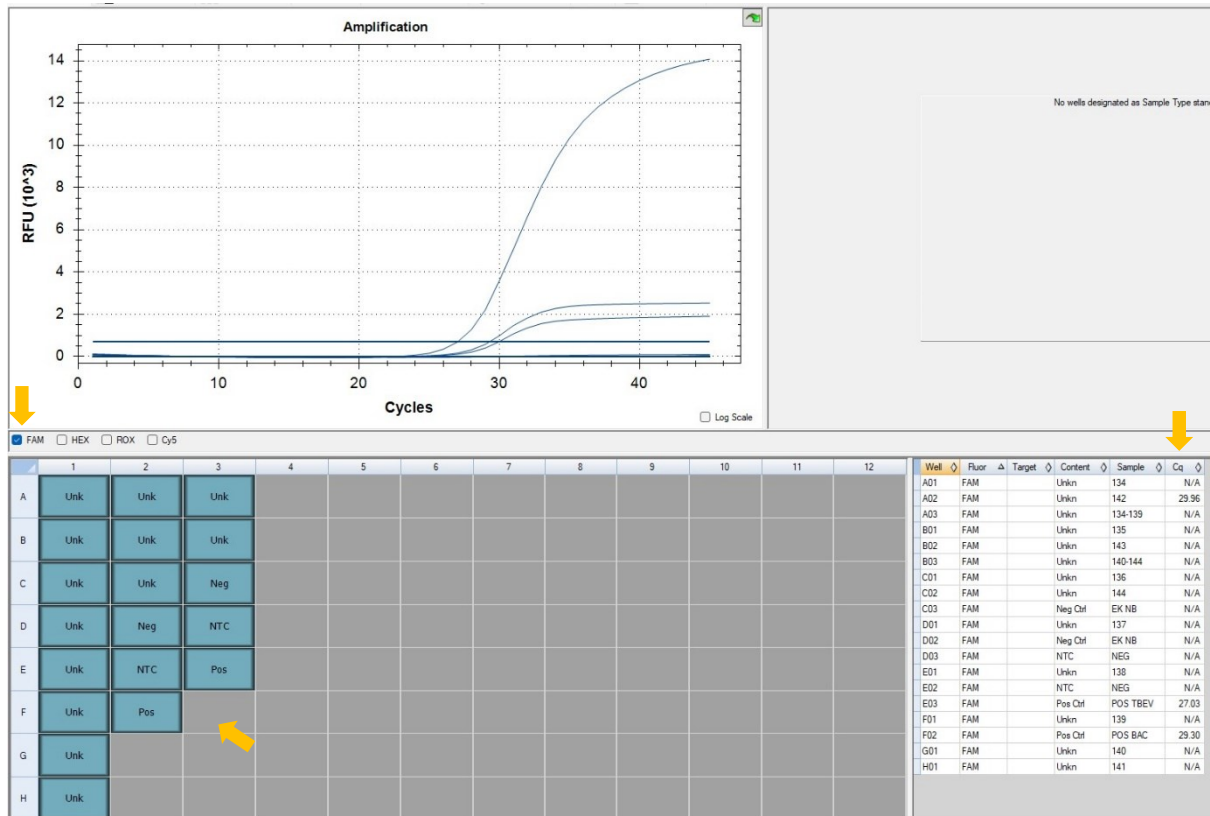 Amplification
No wells designated as Sample Type stan
RFU (10^3)
14
12
10
8
6
4
2
0
0 10 20 30 40
Cycles
Log Scale
FAM HEX ROX Cy5
1 2 3 4 5 6 7 8 9 10 11 12
A Unk Unk Unk
B Unk Unk Unk
C Unk Unk Neg
D Unk Neg NTC
E Unk NTC Pos
F Unk Pos
G Unk
H Unk
Well Fluor Target Content Sample Cq
A01 FAM Unkn 134 N/A
A02 FAM Unkn 142 29.96
A03 FAM Unkn 134-139 N/A
B01 FAM Unkn 135 N/A
B02 FAM Unkn 143 N/A
B03 FAM Unkn 140-144 N/A
C01 FAM Unkn 136 N/A
C02 FAM Unkn 144 N/A
C03 FAM Neg Ctrl EK NB N/A
D01 FAM Unkn 137 N/A
D02 FAM Neg Ctrl EK NB N/A
D03 FAM NTC NEG N/A
E01 FAM Unkn 138 N/A
E02 FAM NTC NEG N/A
E03 FAM Pos Ctrl POS TBEV 27.03
F01 FAM Unkn 139 N/A
F02 FAM Pos Ctrl POS BAC 29.30
G01 FAM Unkn 140 N/A
H01 FAM Unkn 141 N/A